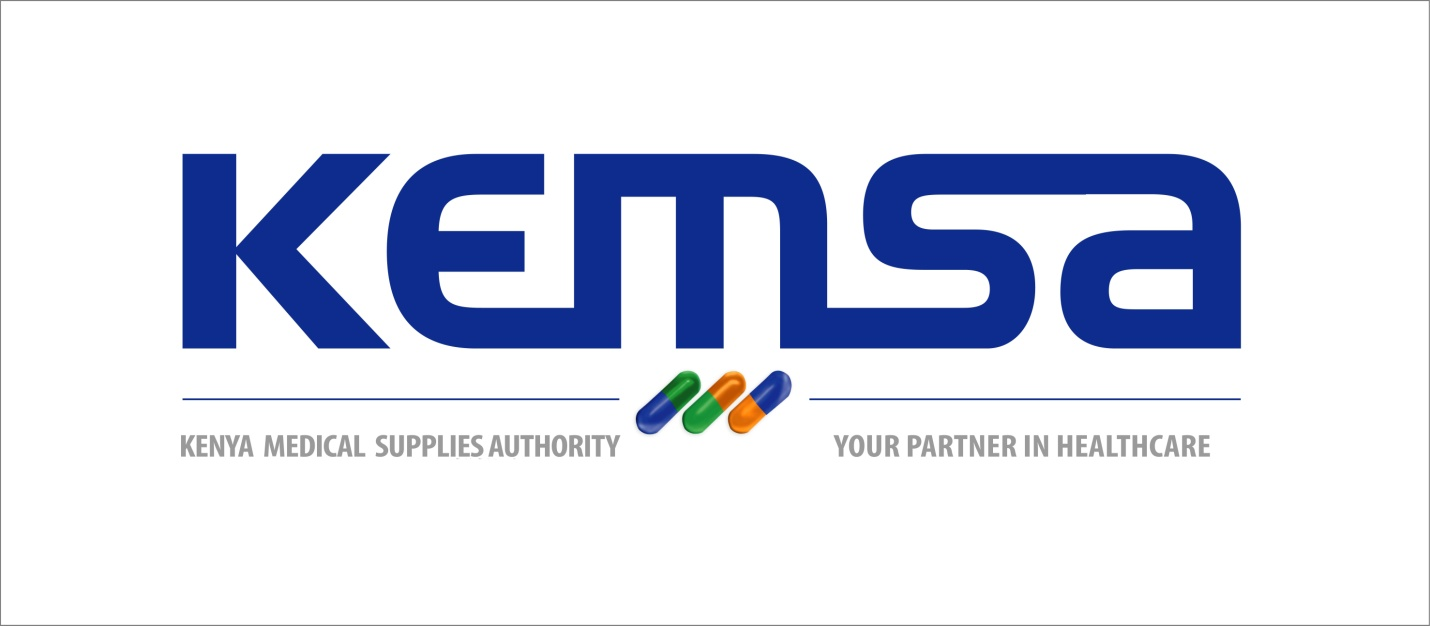 KEMSA
KENYA MEDICAL SUPPLIES AUTHORITY
YOUR PARTNER IN HEALTHCARE